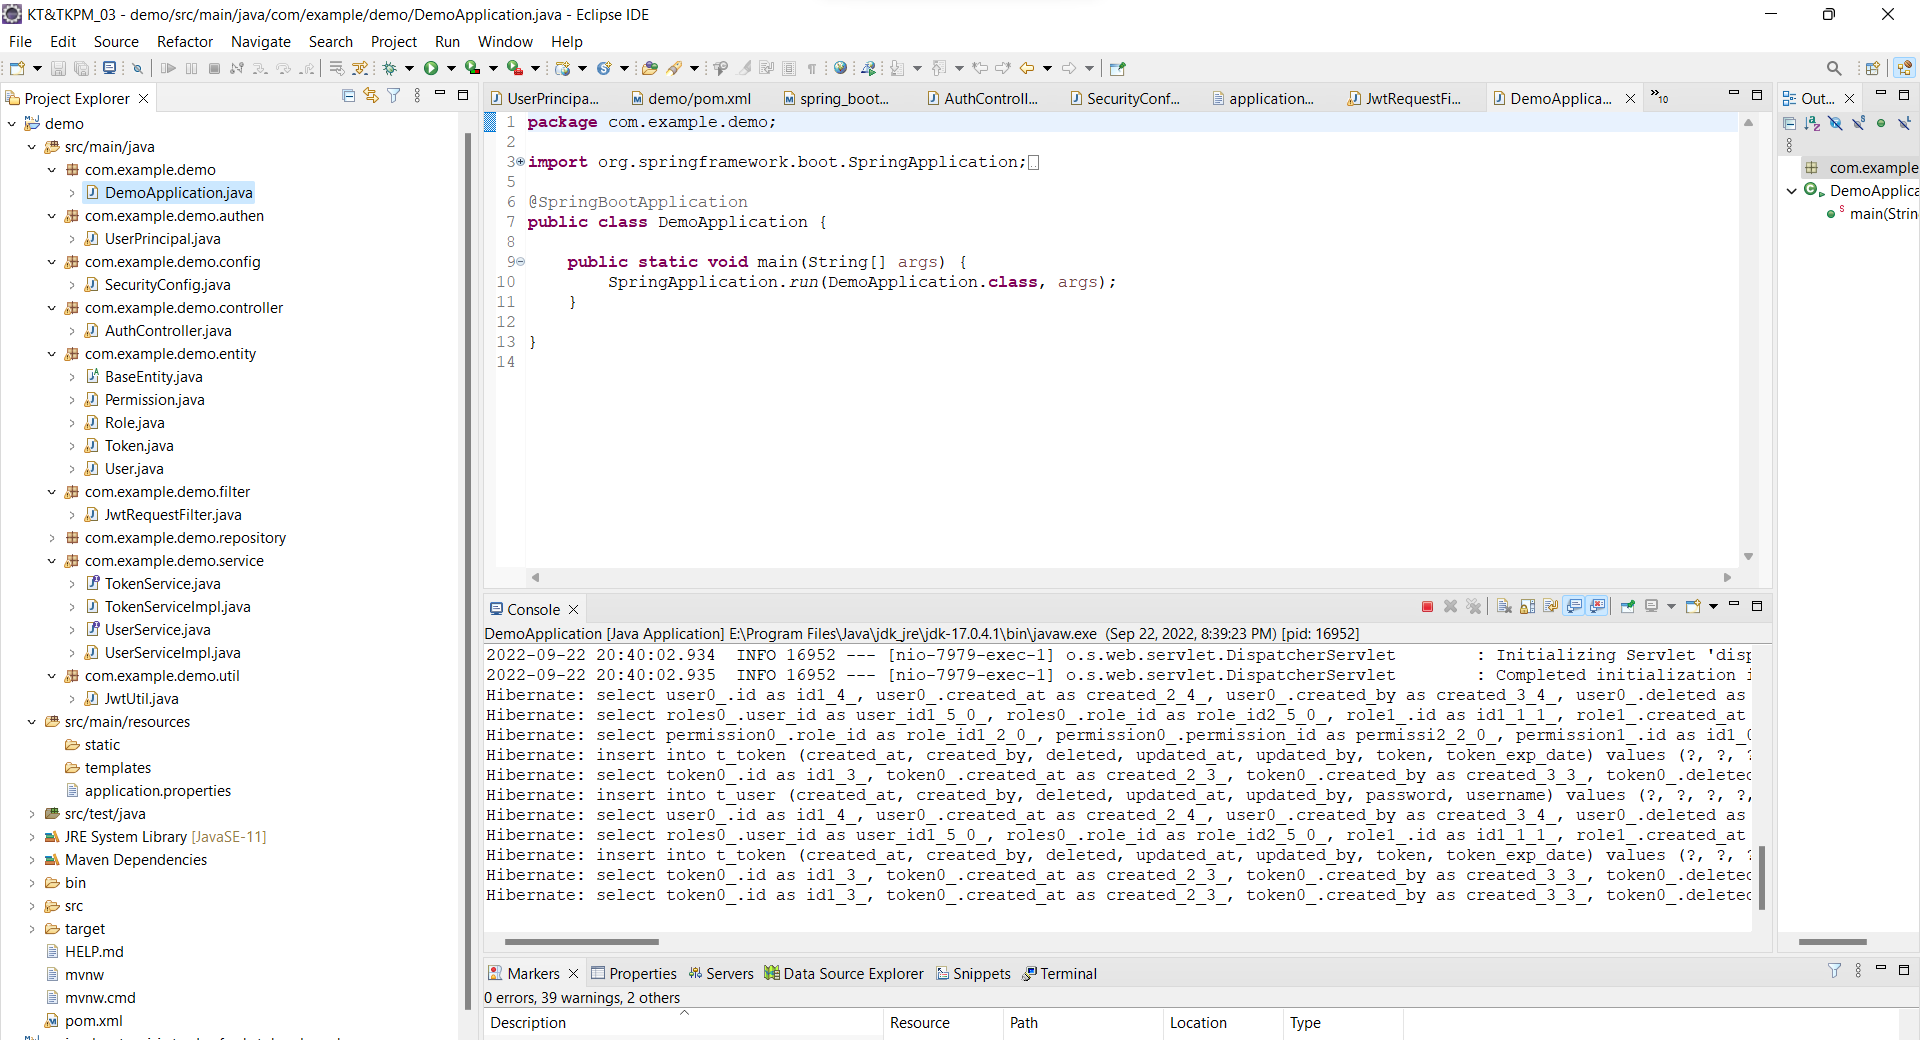 KT&TKPM_03 - demo/src/main/java/com/example/demo/DemoApplication.java - Eclipse IDE
File Edit Source Refactor Navigate Search Project Run Window Help
Project Explorer
demo
src/main/java
com.example.demo
DemoApplication.java
com.example.demo.authen
UserPrincipal.java
com.example.demo.config
SecurityConfig.java
com.example.demo.controller
AuthController.java
com.example.demo.entity
BaseEntity.java
Permission.java
Role.java
Token.java
User.java
com.example.demo.filter
JwtRequestFilter.java
com.example.demo.repository
com.example.demo.service
TokenService.java
TokenServiceImpl.java
UserService.java
UserServiceImpl.java
com.example.demo.util
JwtUtil.java
src/main/resources
static
templates
application.properties
src/test/java
JRE System Library [JavaSE-11]
Maven Dependencies
bin
src
target
HELP.md
mvnw
mvnw.cmd
pom.xml
UserPrincipa... demo/pom.xml spring_boot... AuthControll... SecurityConf... application... JwtRequestFi... DemoApplica... »10
1 package com.example.demo;
2
3 import org.springframework.boot.SpringApplication;
5
6 @SpringBootApplication
7 public class DemoApplication {
8
9 public static void main(String[] args) {
10 SpringApplication.run(DemoApplication.class, args);
11 }
12
13 }
14
Out...
com.example
DemoApplica
main(Strin
Console
DemoApplication [Java Application] E:\Program Files\Java\jdk_jre\jdk-17.0.4.1\bin\javaw.exe (Sep 22, 2022, 8:39:23 PM) [pid: 16952]
2022-09-22 20:40:02.934 INFO 16952 --- [nio-7979-exec-1] o.s.web.servlet.DispatcherServlet : Initializing Servlet 'disp
2022-09-22 20:40:02.935 INFO 16952 --- [nio-7979-exec-1] o.s.web.servlet.DispatcherServlet : Completed initialization i
Hibernate: select user0_.id as id1_4_, user0_.created_at as created_2_4_, user0_.created_by as created_3_4_, user0_.deleted as
Hibernate: select roles0_.user_id as user_id1_5_0_, roles0_.role_id as role_id2_5_0_, role1_.id as id1_1_1_, role1_.created_at
Hibernate: select permission0_.role_id as role_id1_2_0_, permission0_.permission_id as permissi2_2_0_, permission1_.id as id1_0
Hibernate: insert into t_token (created_at, created_by, deleted, updated_at, updated_by, token, token_exp_date) values (?, ?, ?
Hibernate: select token0_.id as id1_3_, token0_.created_at as created_2_3_, token0_.created_by as created_3_3_, token0_.deleted
Hibernate: insert into t_user (created_at, created_by, deleted, updated_at, updated_by, password, username) values (?, ?, ?, ?,
Hibernate: select user0_.id as id1_4_, user0_.created_at as created_2_4_, user0_.created_by as created_3_4_, user0_.deleted as
Hibernate: select roles0_.user_id as user_id1_5_0_, roles0_.role_id as role_id2_5_0_, role1_.id as id1_1_1_, role1_.created_at
Hibernate: insert into t_token (created_at, created_by, deleted, updated_at, updated_by, token, token_exp_date) values (?, ?, ?
Hibernate: select token0_.id as id1_3_, token0_.created_at as created_2_3_, token0_.created_by as created_3_3_, token0_.deleted
Hibernate: select token0_.id as id1_3_, token0_.created_at as created_2_3_, token0_.created_by as created_3_3_, token0_.deleted
Markers Properties Servers Data Source Explorer Snippets Terminal
0 errors, 39 warnings, 2 others
Description Resource Path Location Type